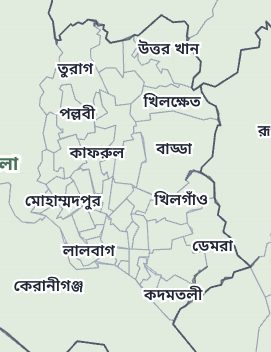 উত্তর খান
তুরাগ
খিলক্ষেত
পল্লবী
রূ
বাড্ডা
কাফরুল
লা
মোহাম্মদপুর
খিলগাঁও
লালবাগ
ডেমরা
কেরানীগঞ্জ
কদমতলী